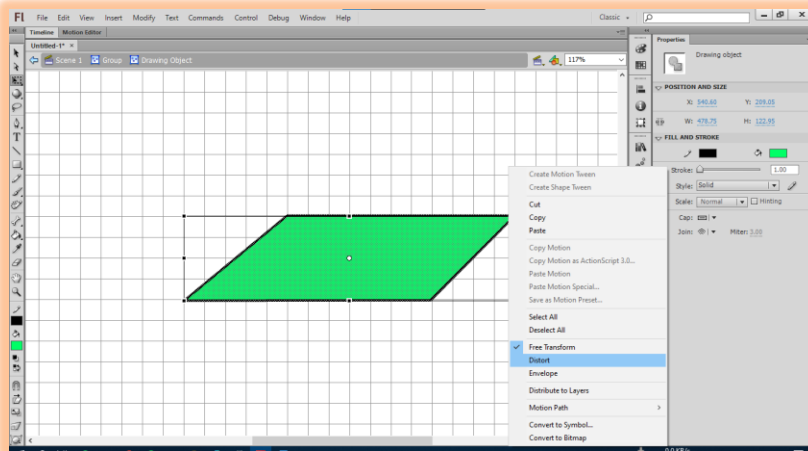 Fl File Edit View Insert Modify Text Commands Control Debug Window Help Classic
Timeline Motion Editor
Untitled-1* ×
Scene 1 Group Drawing Object 117%
Properties
Drawing object
POSITION AND SIZE
X: 540.60 Y: 209.05
W: 478.75 H: 122.95
FILL AND STROKE
Stroke: 1.00
Style: Solid
Scale: Normal Hinting
Cap:
Join: Miter: 3.00
Create Motion Tween
Create Shape Tween
Cut
Copy
Paste
Copy Motion
Copy Motion as ActionScript 3.0...
Paste Motion
Paste Motion Special...
Save as Motion Preset...
Select All
Deselect All
Free Transform
Distort
Envelope
Distribute to Layers
Motion Path
Convert to Symbol...
Convert to Bitmap